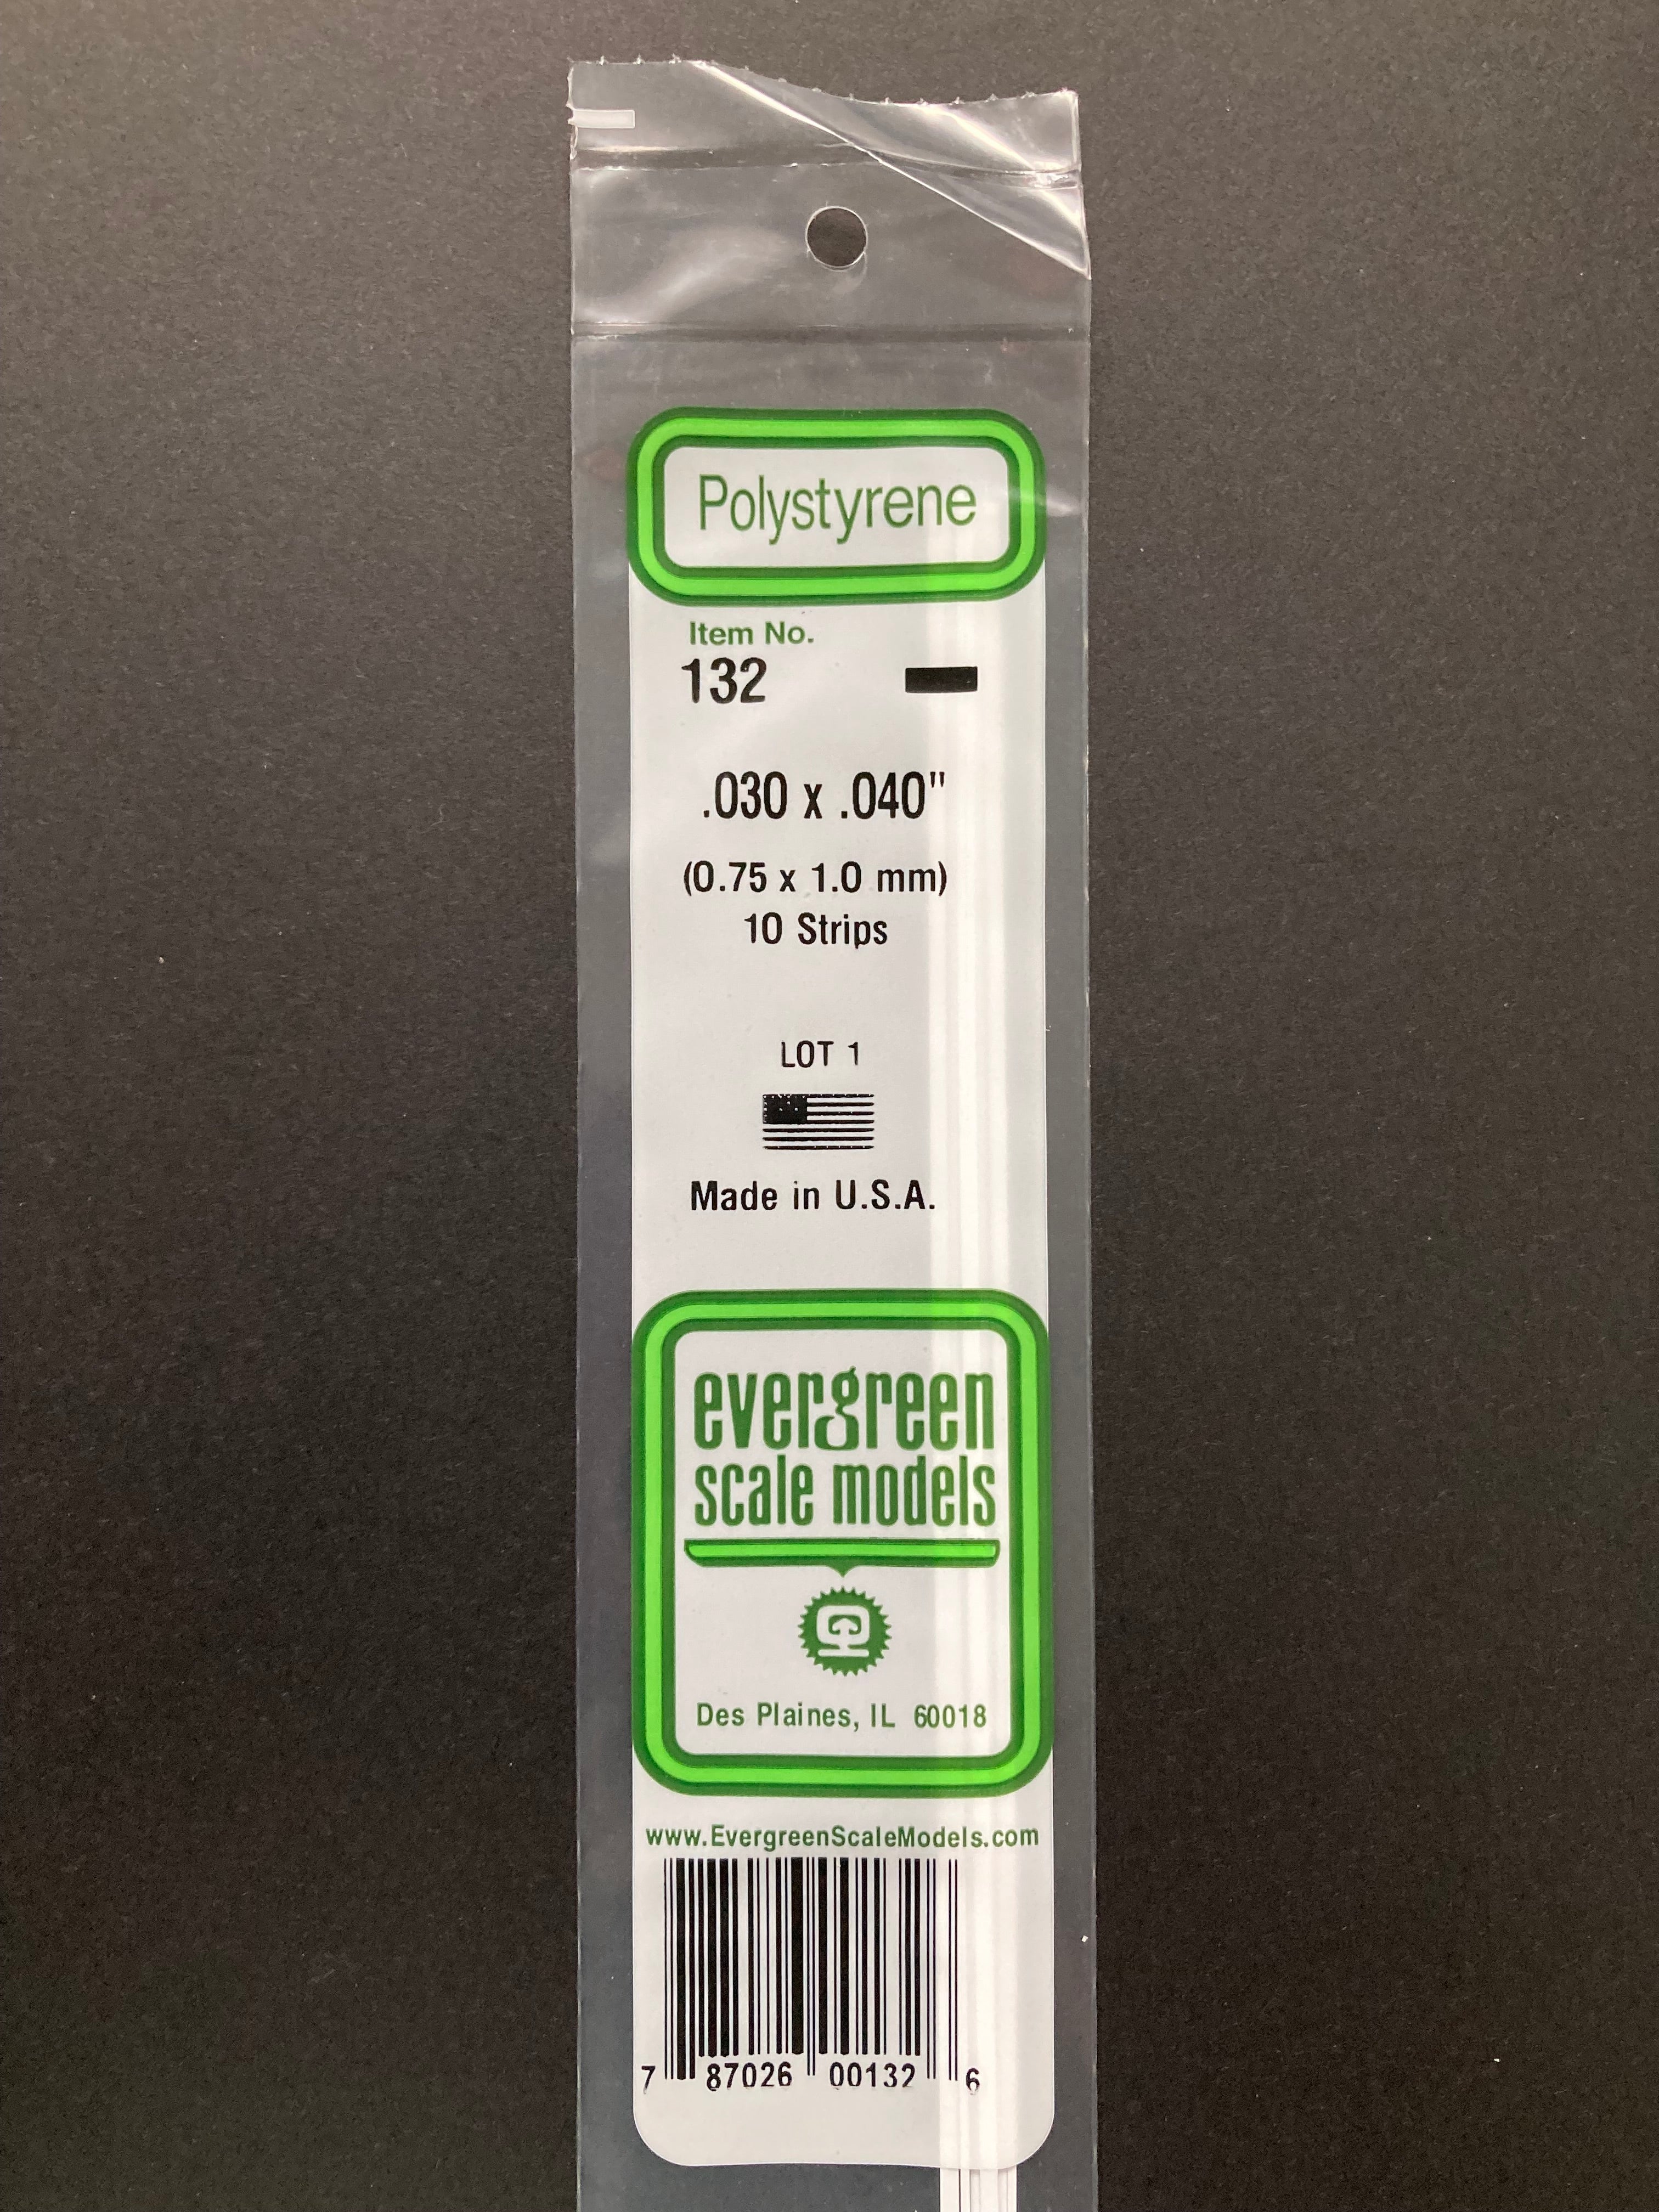 Polystyrene
Item No.
132
.030 x .040"
(0.75 x 1.0 mm)
10 Strips
LOT 1
Made in U.S.A.
evergreen
scale models
Des Plaines, IL 60018
www.EvergreenScaleModels.com
7 87026 00132 6